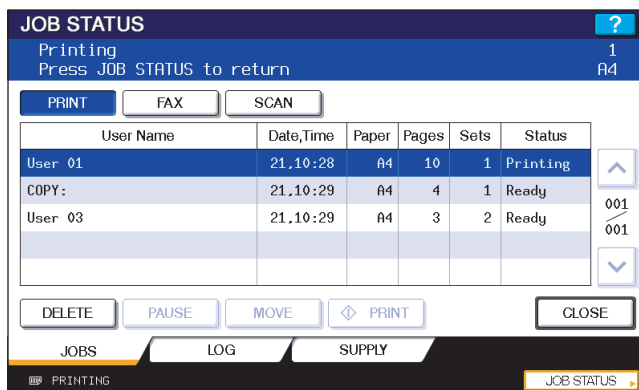 JOB STATUS ?
Printing 1
Press JOB STATUS to return A4
PRINT FAX SCAN
User Name Date,Time Paper Pages Sets Status
User 01 21,10:28 A4 10 1 Printing
COPY: 21,10:29 A4 4 1 Ready
User 03 21,10:29 A4 3 2 Ready
001
001
DELETE PAUSE MOVE PRINT CLOSE
JOBS LOG SUPPLY
PRINTING JOB STATUS